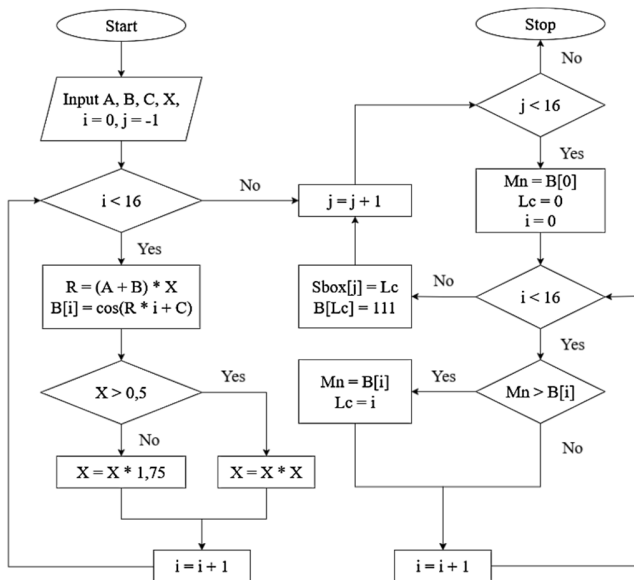 Start
Input A, B, C, X,
i = 0, j = -1
i < 16
No
Yes
R = (A + B) * X
B[i] = cos(R * i + C)
X > 0,5
Yes
No
X = X * 1,75
X = X * X
i = i + 1
Stop
No
j < 16
Yes
j = j + 1
Mn = B[0]
Lc = 0
i = 0
Sbox[j] = Lc
B[Lc] = 111
No
i < 16
Yes
Mn = B[i]
Lc = i
Yes
Mn > B[i]
No
i = i + 1